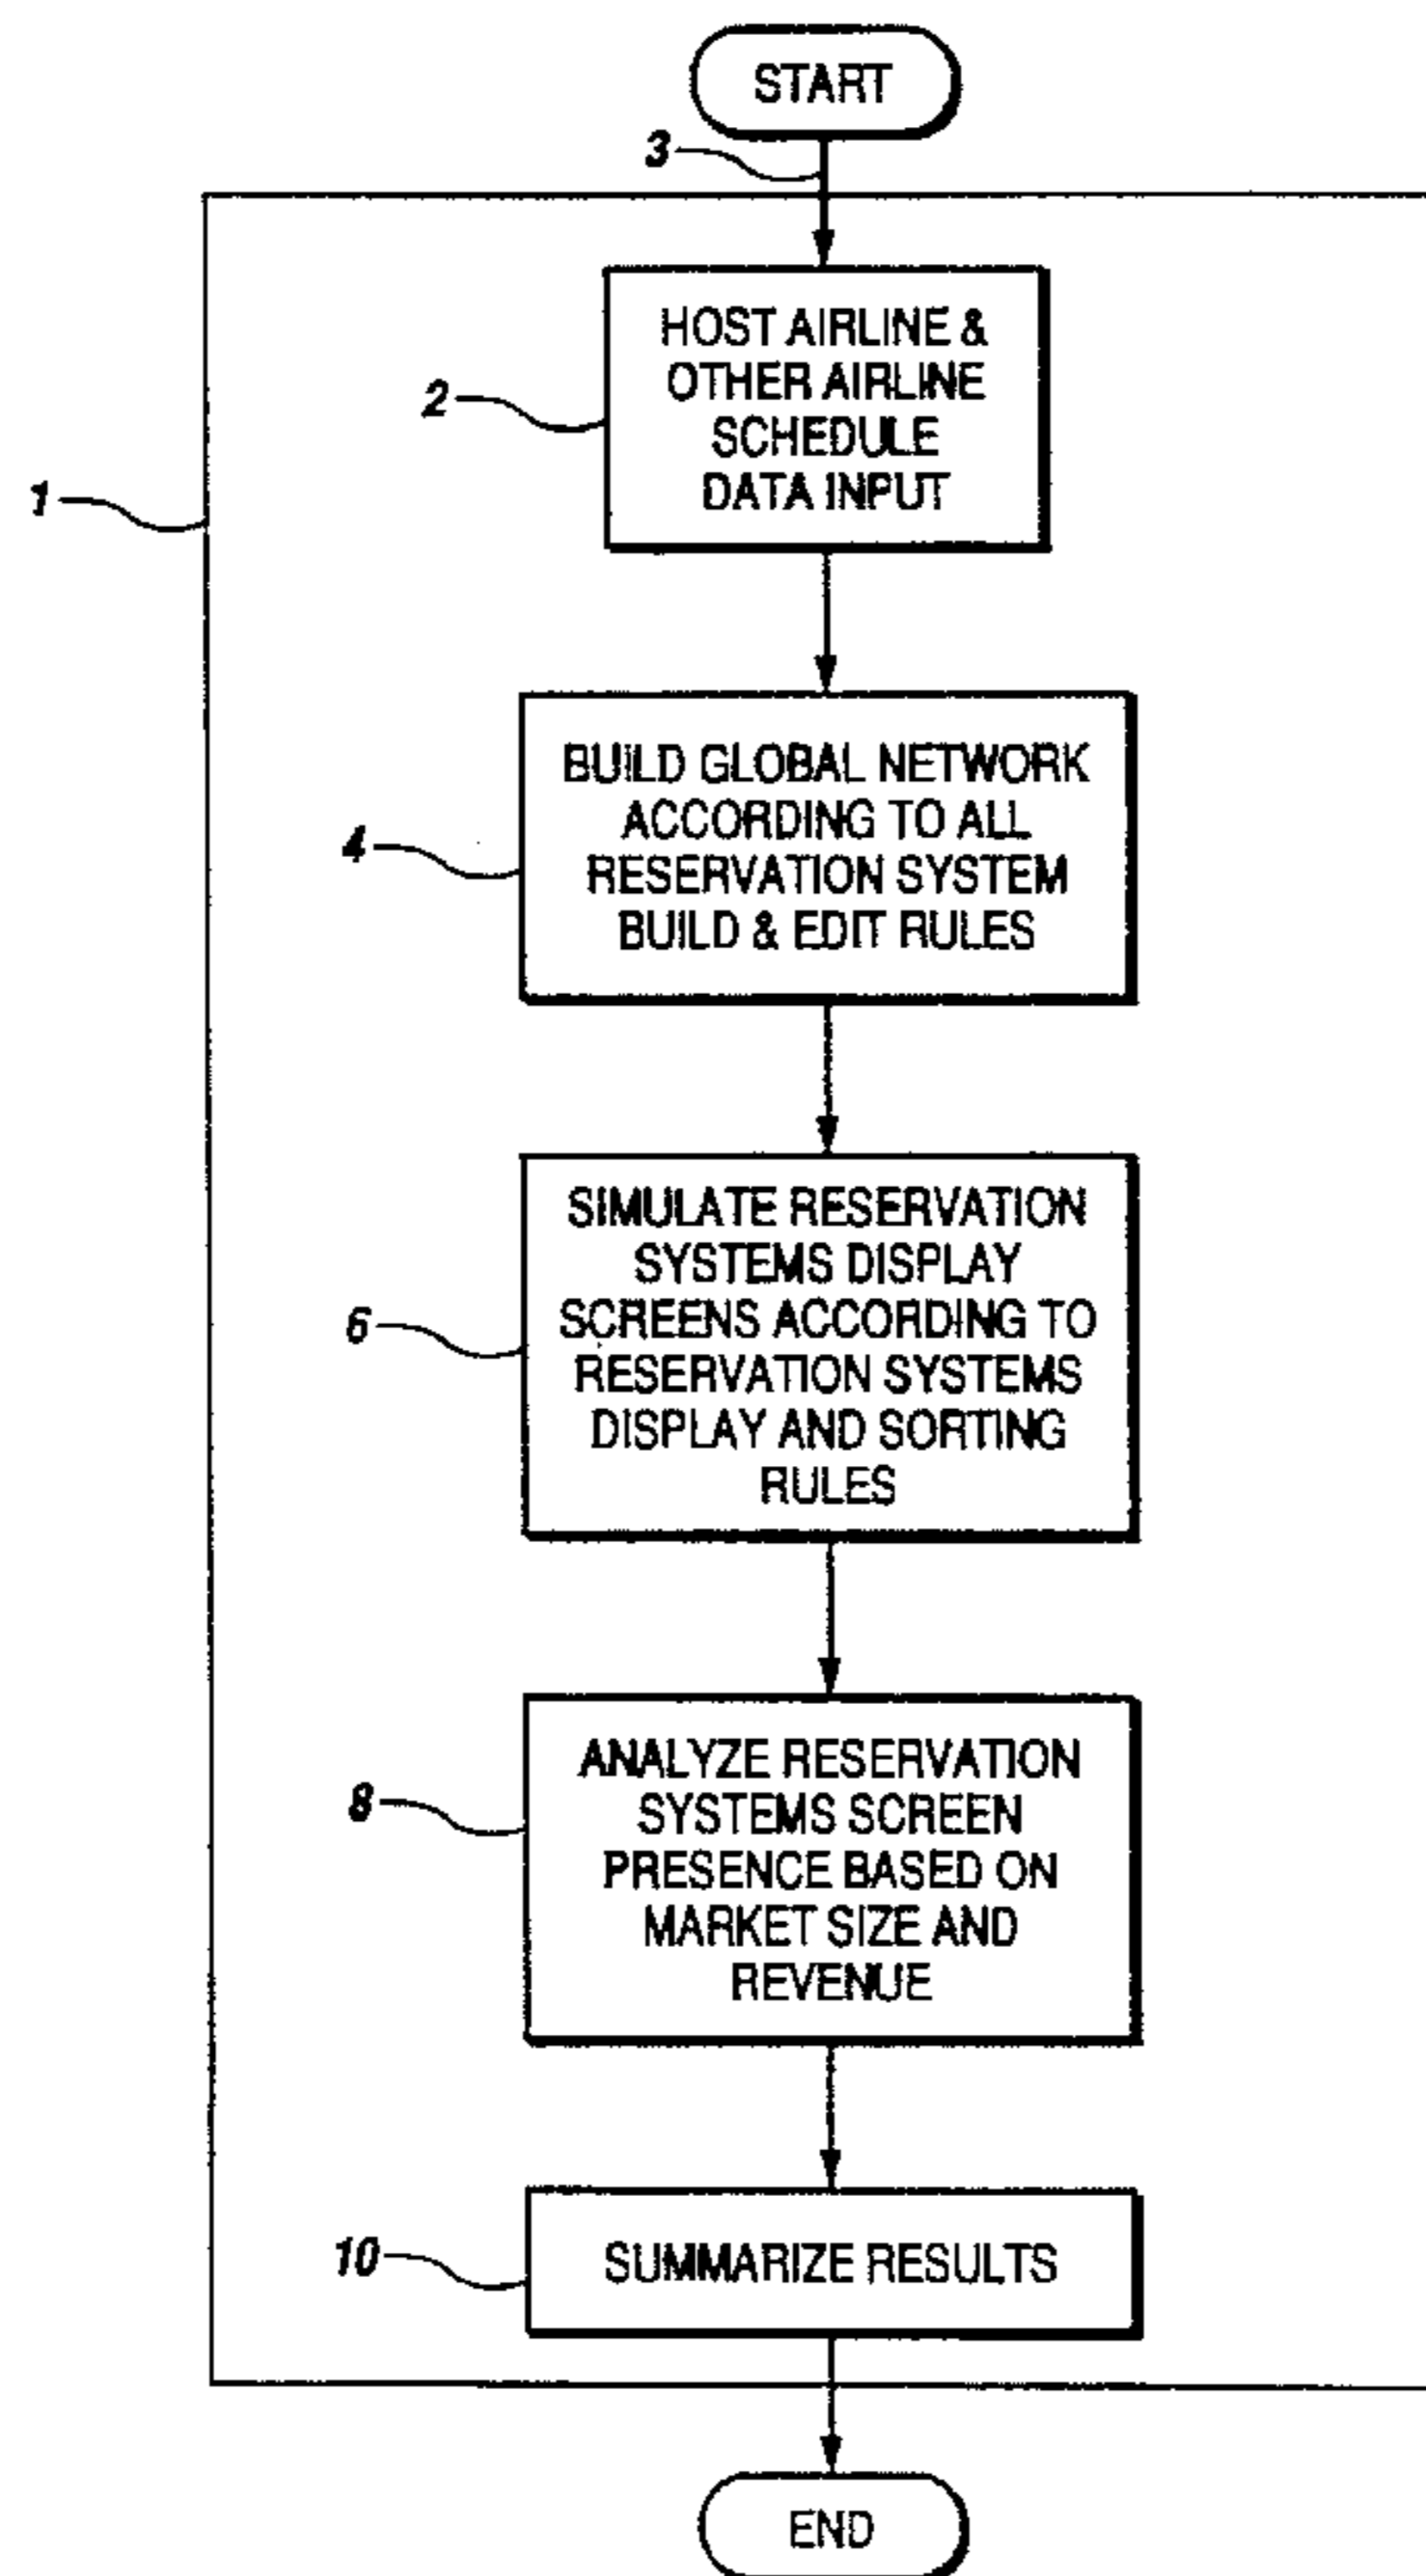 START
3
HOST AIRLINE &
OTHER AIRLINE
SCHEDULE
DATA INPUT
2
1
BUILD GLOBAL NETWORK
ACCORDING TO ALL
RESERVATION SYSTEM
BUILD & EDIT RULES
4
SIMULATE RESERVATION
SYSTEMS DISPLAY
SCREENS ACCORDING TO
RESERVATION SYSTEMS
DISPLAY AND SORTING
RULES
6
ANALYZE RESERVATION
SYSTEMS SCREEN
PRESENCE BASED ON
MARKET SIZE AND
REVENUE
8
SUMMARIZE RESULTS
10
END